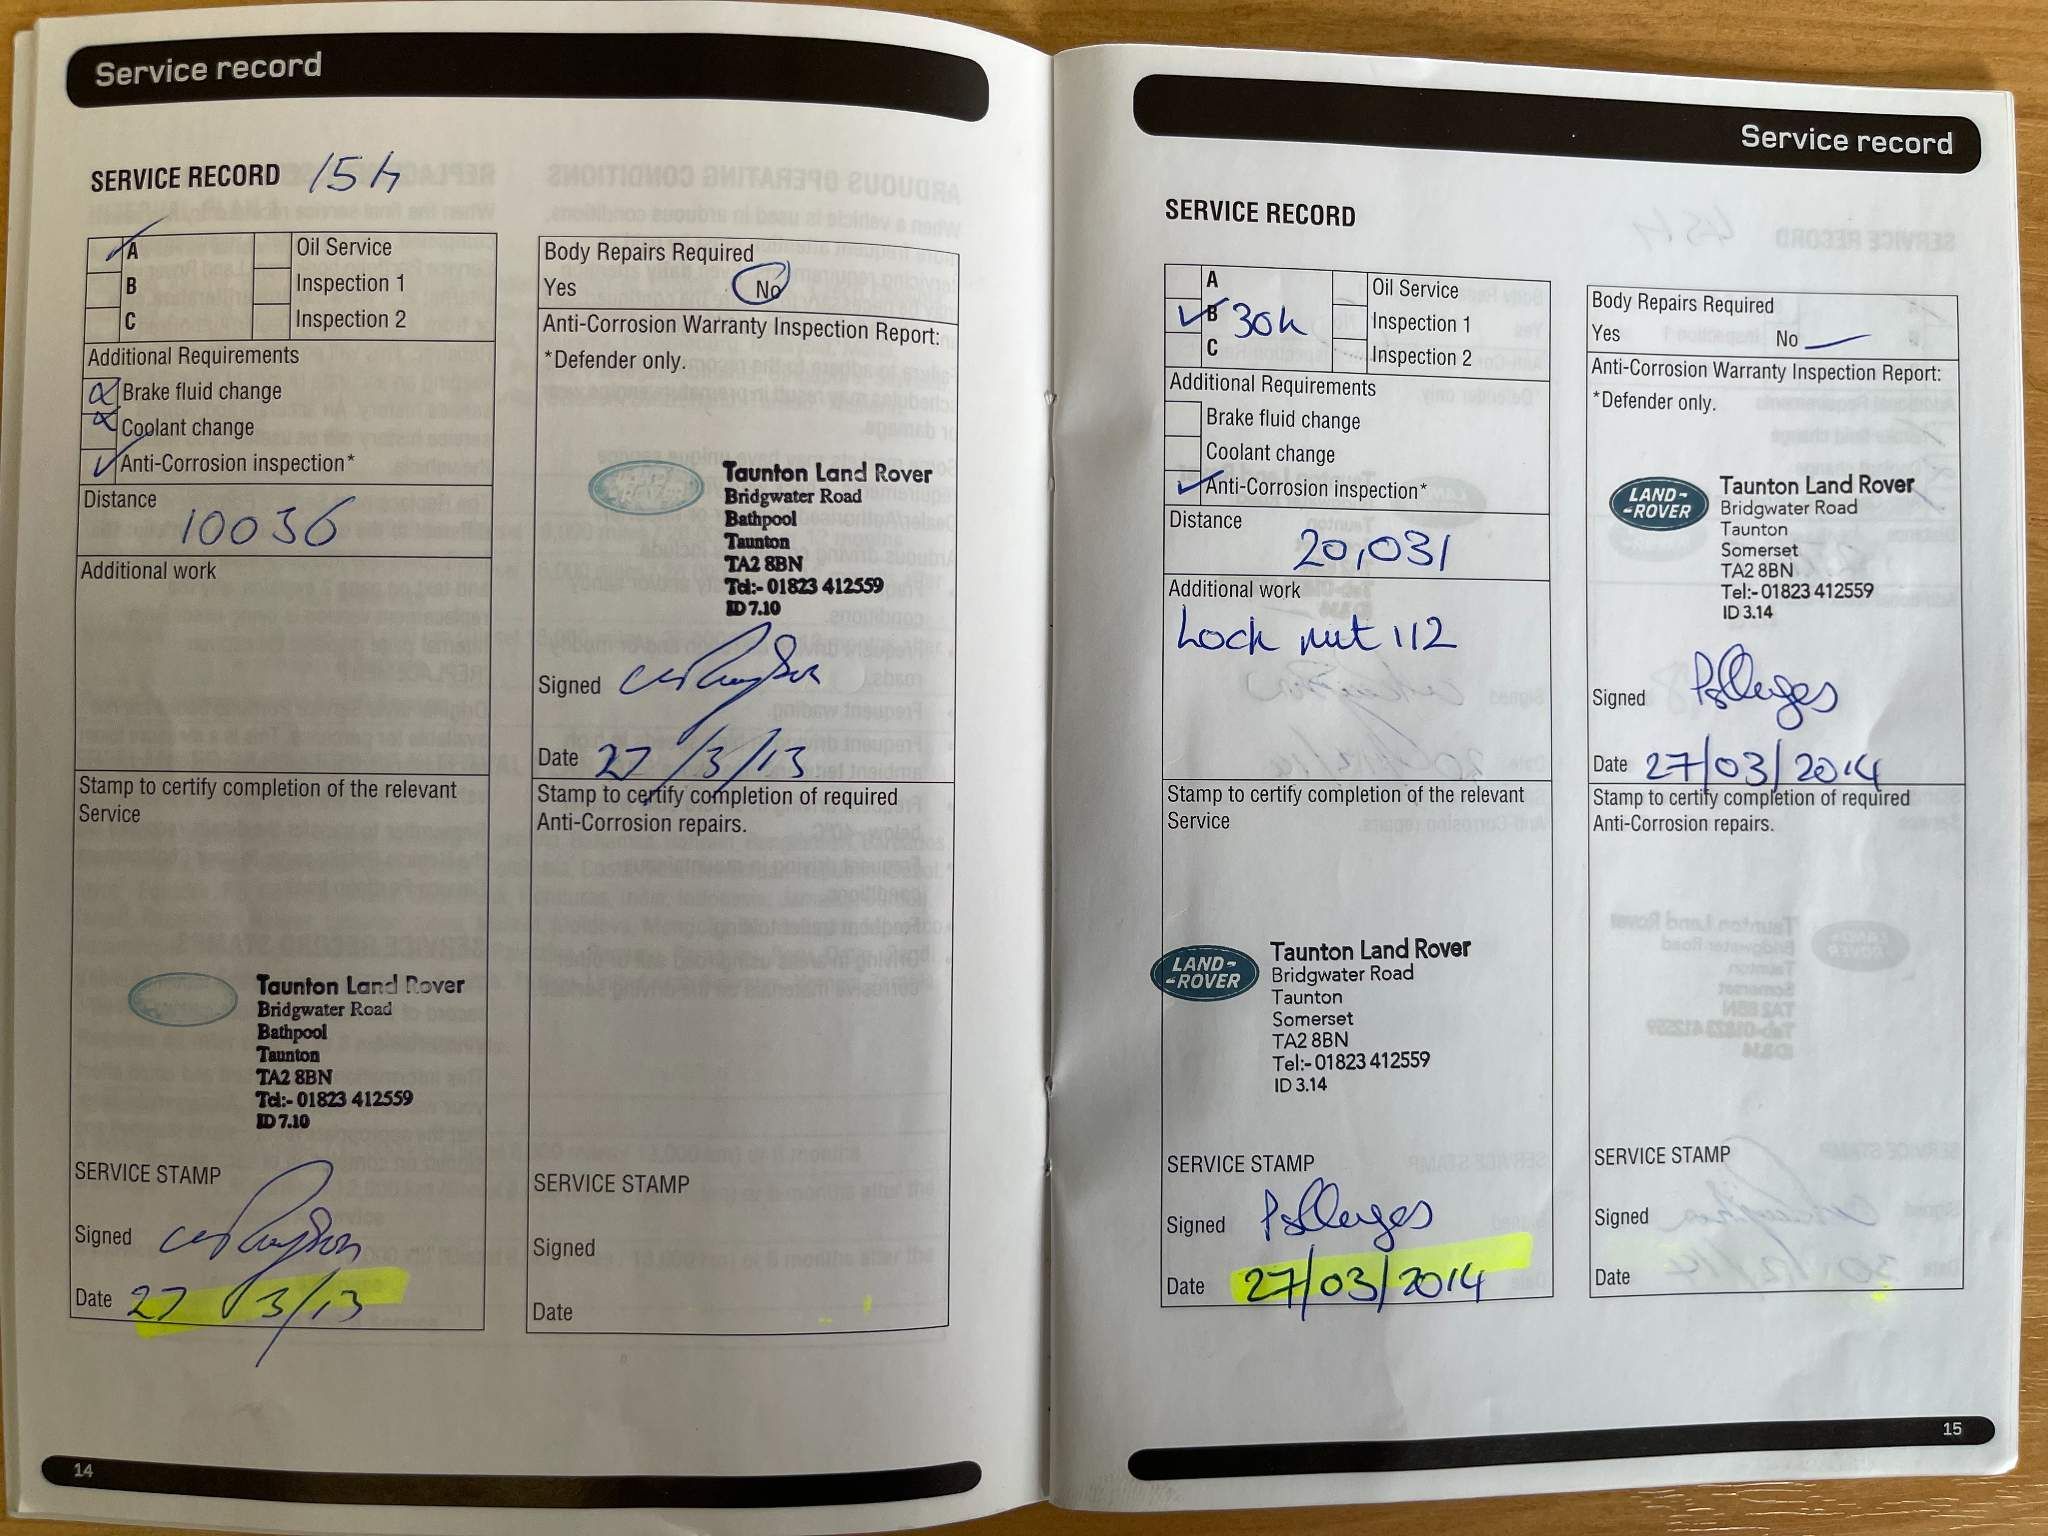 Service record
SERVICE RECORD 15h
A
B
C
Oil Service
Inspection 1
Inspection 2
Additional Requirements
Brake fluid change
Coolant change
Anti-Corrosion inspection*
Distance
10036
Additional work
Stamp to certify completion of the relevant
Service
Taunton Land Rover
Bridgwater Road
Bathpool
Taunton
TA2 8BN
Tel:- 01823 412559
ID 7.10
SERVICE STAMP
Signed
Date 27/3/13
Body Repairs Required
Yes No
Anti-Corrosion Warranty Inspection Report:
*Defender only.
Taunton Land Rover
Bridgwater Road
Bathpool
Taunton
TA2 8BN
Tel:- 01823 412559
ID 7.10
Signed
Date 27/3/13
Stamp to certify completion of required
Anti-Corrosion repairs.
SERVICE STAMP
Signed
Date
14
Service record
SERVICE RECORD
A
B 30h
C
Oil Service
Inspection 1
Inspection 2
Additional Requirements
Brake fluid change
Coolant change
Anti-Corrosion inspection*
Distance
20,031
Additional work
Lock nut 112
Stamp to certify completion of the relevant
Service
LAND-
-ROVER
Taunton Land Rover
Bridgwater Road
Taunton
Somerset
TA2 8BN
Tel:- 01823 412559
ID 3.14
SERVICE STAMP
Signed
Date 27/03/2014
Body Repairs Required
Yes No
Anti-Corrosion Warranty Inspection Report:
*Defender only.
LAND-
-ROVER
Taunton Land Rover
Bridgwater Road
Taunton
Somerset
TA2 8BN
Tel:- 01823 412559
ID 3.14
Signed
Date 27/03/2014
Stamp to certify completion of required
Anti-Corrosion repairs.
SERVICE STAMP
Signed
Date
15